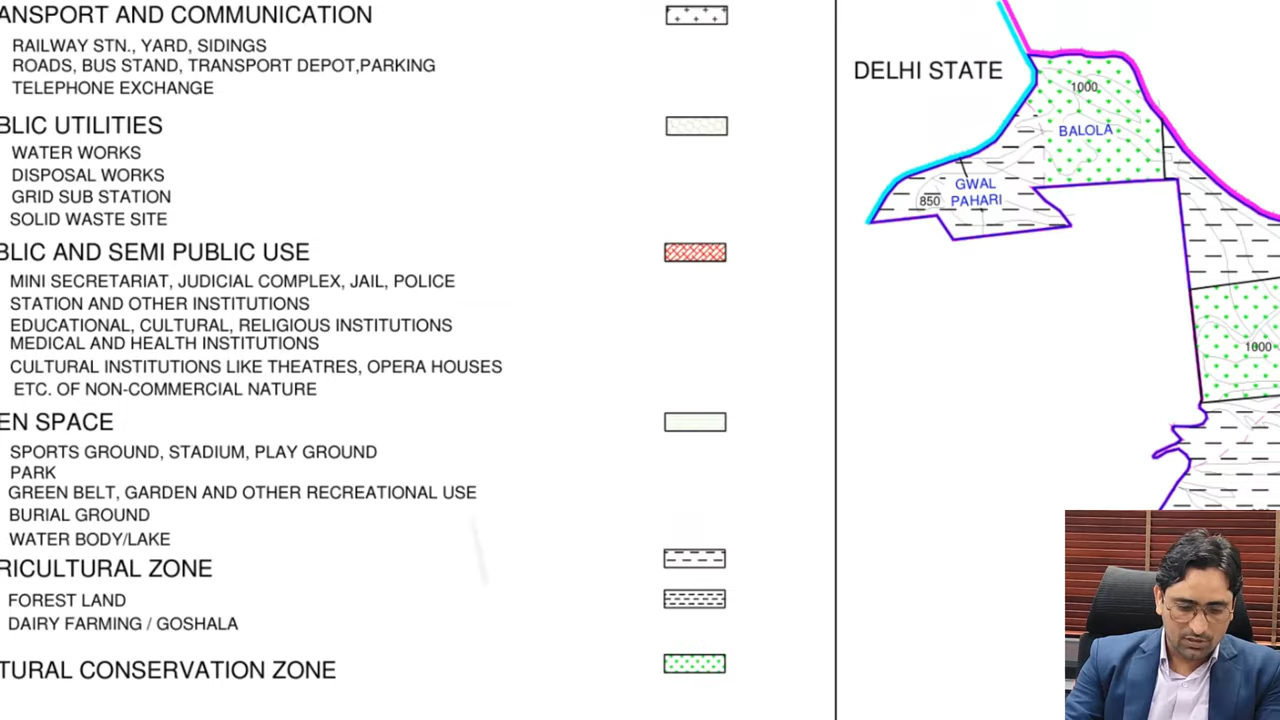 ANSPORT AND COMMUNICATION
RAILWAY STN., YARD, SIDINGS
ROADS, BUS STAND, TRANSPORT DEPOT,PARKING
TELEPHONE EXCHANGE
BLIC UTILITIES
WATER WORKS
DISPOSAL WORKS
GRID SUB STATION
SOLID WASTE SITE
BLIC AND SEMI PUBLIC USE
MINI SECRETARIAT, JUDICIAL COMPLEX, JAIL, POLICE
STATION AND OTHER INSTITUTIONS
EDUCATIONAL, CULTURAL, RELIGIOUS INSTITUTIONS
MEDICAL AND HEALTH INSTITUTIONS
CULTURAL INSTITUTIONS LIKE THEATRES, OPERA HOUSES
ETC. OF NON-COMMERCIAL NATURE
EN SPACE
SPORTS GROUND, STADIUM, PLAY GROUND
PARK
GREEN BELT, GARDEN AND OTHER RECREATIONAL USE
BURIAL GROUND
WATER BODY/LAKE
RICULTURAL ZONE
FOREST LAND
DAIRY FARMING / GOSHALA
TURAL CONSERVATION ZONE
DELHI STATE
1000
BALOLA
GWAL
PAHARI
850
1000